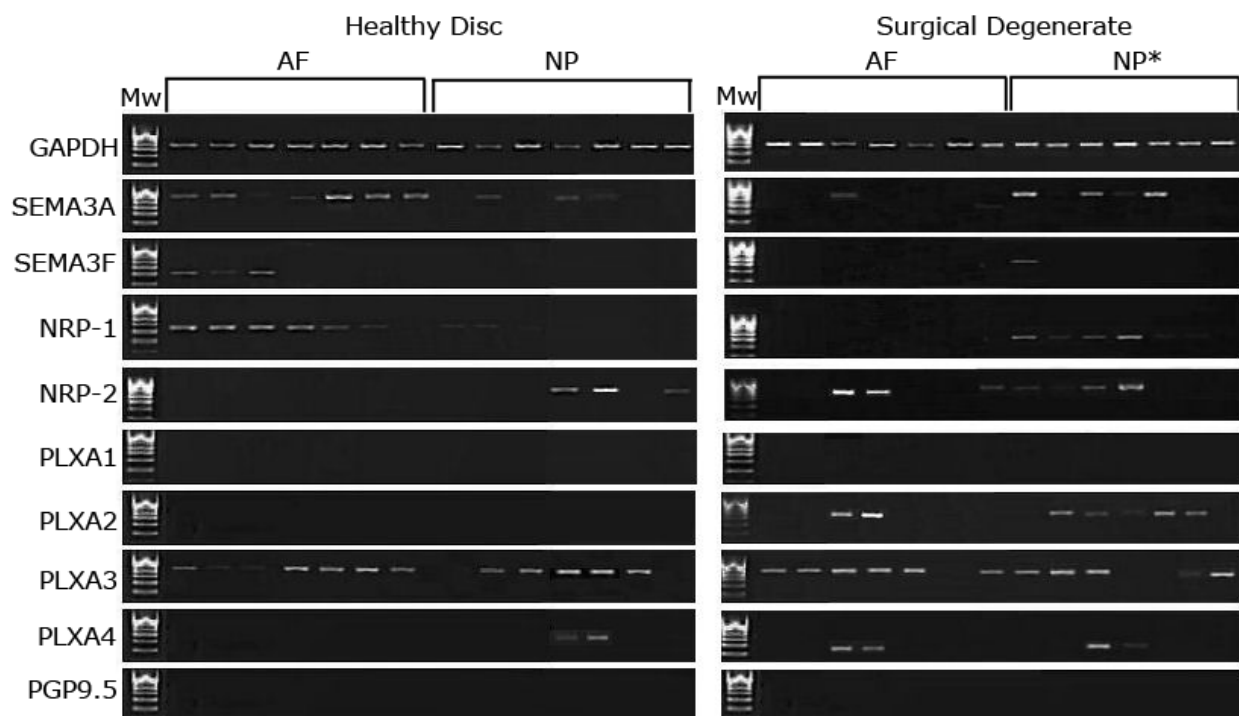 Healthy Disc Surgical Degenerate
AF NP AF NP*
Mw Mw
GAPDH
SEMA3A
SEMA3F
NRP-1
NRP-2
PLXA1
PLXA2
PLXA3
PLXA4
PGP9.5